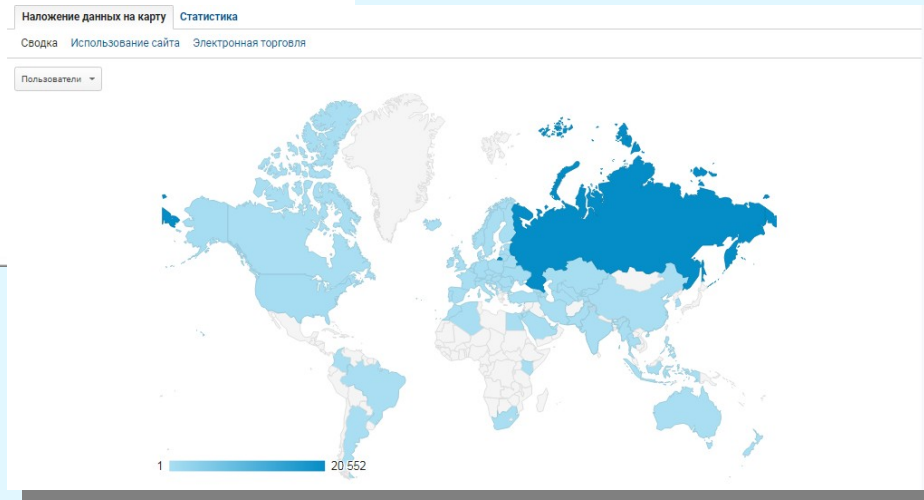 Наложение данных на карту Статистика
Сводка Использование сайта Электронная торговля
Пользователи
1 20 552